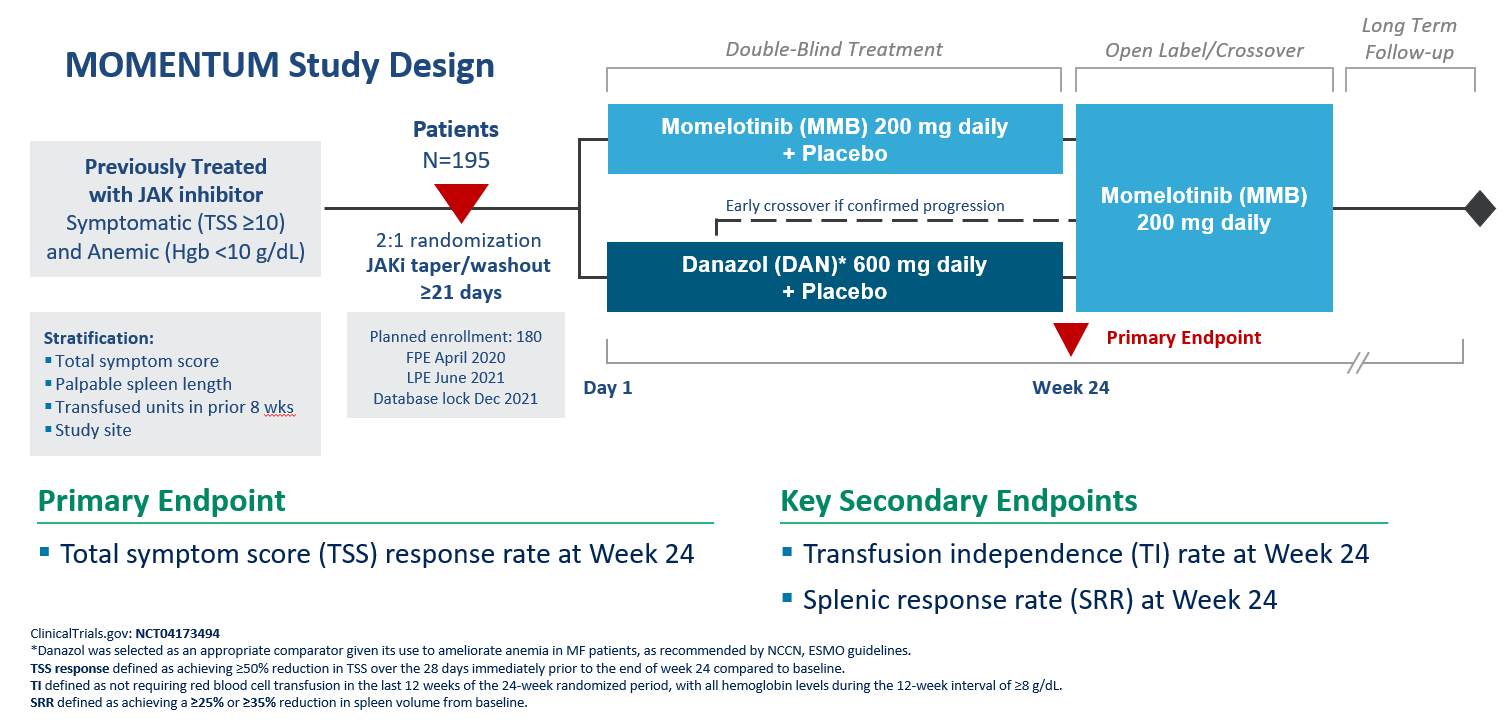 MOMENTUM Study Design
Double-Blind Treatment
Open Label/Crossover
Long Term
Follow-up
Previously Treated
with JAK inhibitor
Symptomatic (TSS ≥10)
and Anemic (Hgb <10 g/dL)
Patients
N=195
2:1 randomization
JAKi taper/washout
≥21 days
Momelotinib (MMB) 200 mg daily
+ Placebo
Early crossover if confirmed progression
Danazol (DAN)* 600 mg daily
+ Placebo
Momelotinib (MMB)
200 mg daily
Stratification:
▪ Total symptom score
▪ Palpable spleen length
▪ Transfused units in prior 8 wks
▪ Study site
Planned enrollment: 180
FPE April 2020
LPE June 2021
Database lock Dec 2021
Primary Endpoint
Day 1
Week 24
Primary Endpoint
▪ Total symptom score (TSS) response rate at Week 24
Key Secondary Endpoints
▪ Transfusion independence (TI) rate at Week 24
▪ Splenic response rate (SRR) at Week 24
ClinicalTrials.gov: NCT04173494
*Danazol was selected as an appropriate comparator given its use to ameliorate anemia in MF patients, as recommended by NCCN, ESMO guidelines.
TSS response defined as achieving ≥50% reduction in TSS over the 28 days immediately prior to the end of week 24 compared to baseline.
TI defined as not requiring red blood cell transfusion in the last 12 weeks of the 24-week randomized period, with all hemoglobin levels during the 12-week interval of ≥8 g/dL.
SRR defined as achieving a ≥25% or ≥35% reduction in spleen volume from baseline.